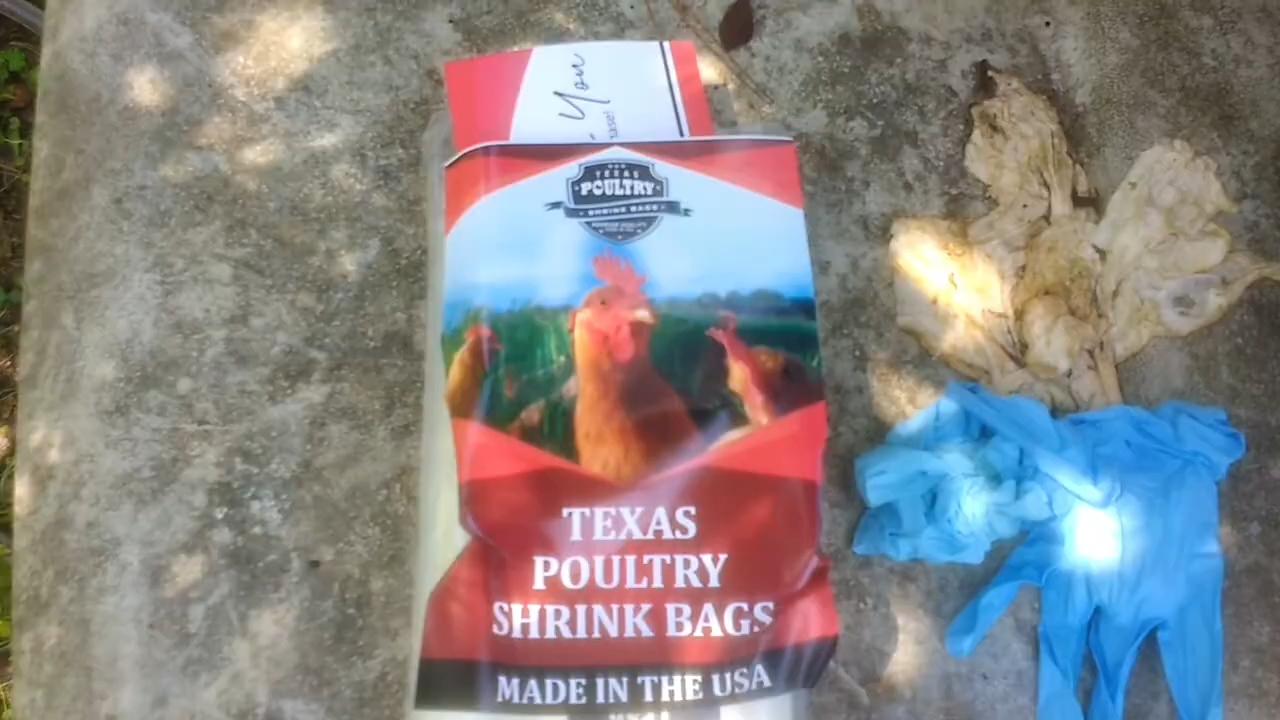 You
TEXAS
POULTRY
SHRINK BAGS
TEXAS
POULTRY
SHRINK BAGS
MADE IN THE USA